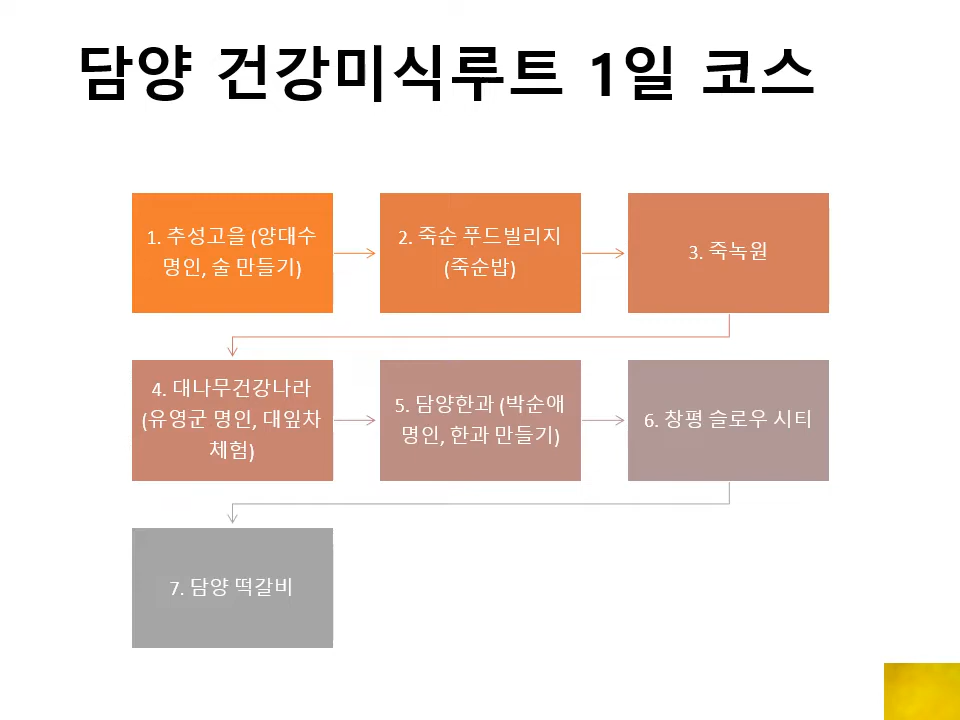 담양 건강미식루트 1일 코스
1. 추성고을 (양대수
명인, 술 만들기)
2. 죽순 푸드빌리지
(죽순밥)
3. 죽녹원
4. 대나무건강나라
(유영군 명인, 대잎차
체험)
5. 담양한과 (박순애
명인, 한과 만들기)
6. 창평 슬로우 시티
7. 담양 떡갈비